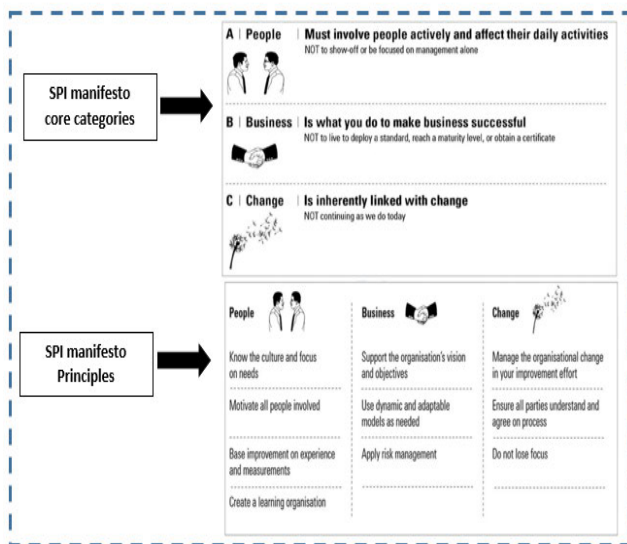 SPI manifesto
core categories
A | People | Must involve people actively and affect their daily activities
NOT to show-off or be focused on management alone
B | Business | Is what you do to make business successful
NOT to live to deploy a standard, reach a maturity level, or obtain a certificate
C | Change | Is inherently linked with change
NOT continuing as we do today
SPI manifesto
Principles
People
Know the culture and focus
on needs
Motivate all people involved
Base improvement on experience
and measurements
Create a learning organisation
Business
Support the organisation's vision
and objectives
Use dynamic and adaptable
models as needed
Apply risk management
Change
Manage the organisational change
in your improvement effort
Ensure all parties understand and
agree on process
Do not lose focus